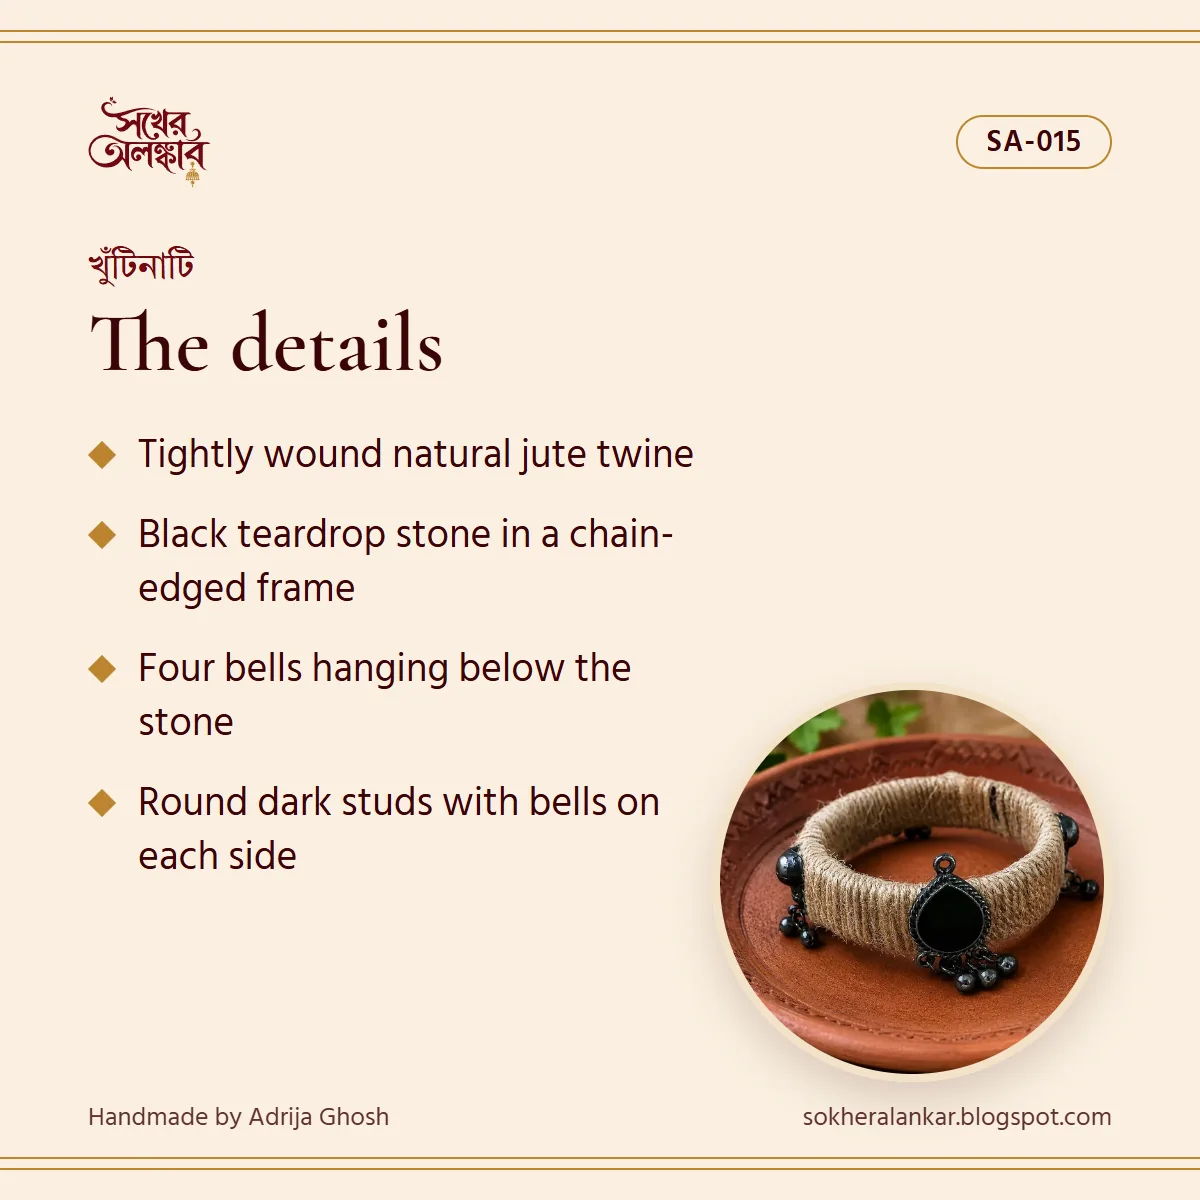 সখের
অলঙ্কার
SA-015
খুঁটিনাটি
The details
Tightly wound natural jute twine
Black teardrop stone in a chain-
edged frame
Four bells hanging below the
stone
Round dark studs with bells on
each side
Handmade by Adrija Ghosh
sokheralankar.blogspot.com